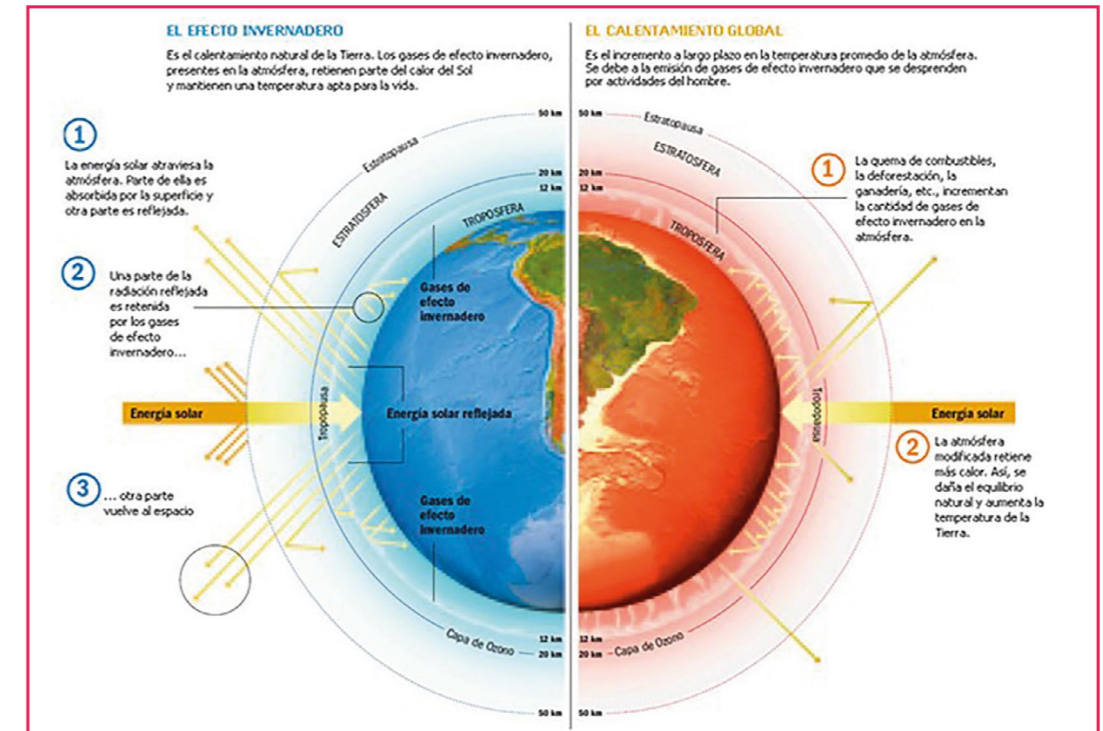 EL EFECTO INVERNADERO
Es el calentamiento natural de la Tierra. Los gases de efecto invernadero,
presentes en la atmósfera, retienen parte del calor del Sol
y mantienen una temperatura apta para la vida.
1
La energía solar atraviesa la
atmósfera. Parte de ella es
absorbida por la superficie y
otra parte es reflejada.
2
Una parte de la
radiación reflejada
es retenida
por los gases
de efecto
invernadero...
Energía solar
3
... otra parte
vuelve al espacio
50 km
Estratopausa
20 km
12 km
ESTRATOSFERA
TROPOSFERA
Gases de
efecto
invernadero
Tropopausa
Energía solar reflejada
Gases de
efecto
invernadero
Capa de Ozono
12 km
20 km
50 km
EL CALENTAMIENTO GLOBAL
Es el incremento a largo plazo en la temperatura promedio de la atmósfera.
Se debe a la emisión de gases de efecto invernadero que se desprenden
por actividades del hombre.
50 km
Estratopausa
ESTRATOSFERA
20 km
12 km
TROPOSFERA
1
La quema de combustibles,
la deforestación, la
ganadería, etc., incrementan
la cantidad de gases de
efecto invernadero en la
atmósfera.
Tropopausa
Energía solar
2
La atmósfera
modificada retiene
más calor. Así, se
daña el equilibrio
natural y aumenta la
temperatura de la
Tierra.
12 km
20 km
Capa de Ozono
50 km